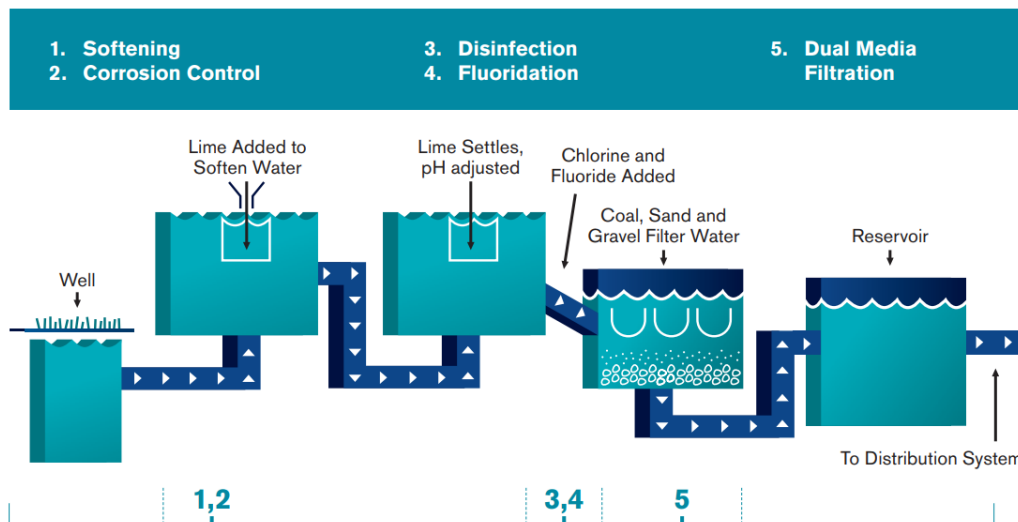 1. Softening
2. Corrosion Control
3. Disinfection
4. Fluoridation
5. Dual Media
Filtration
Lime Added to
Soften Water
Lime Settles,
pH adjusted
Chlorine and
Fluoride Added
Coal, Sand and
Gravel Filter Water
Reservoir
Well
To Distribution System
1,2
3,4
5